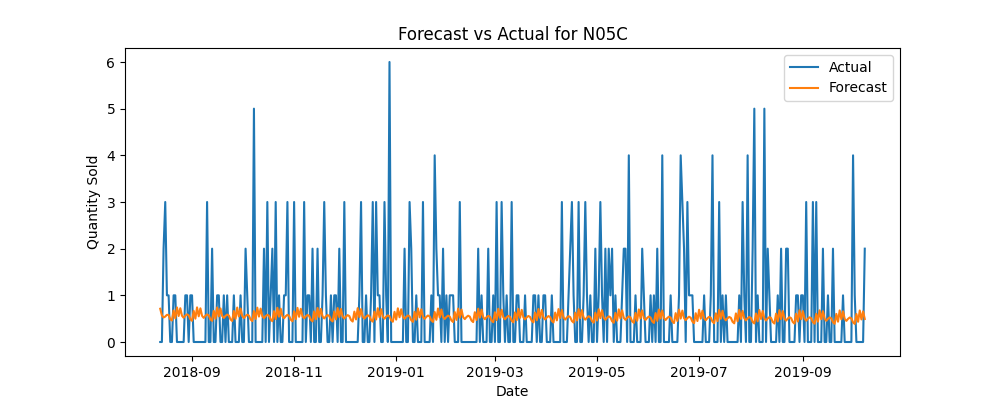 Forecast vs Actual for N05C
Actual
Forecast
Quantity Sold
6
5
4
3
2
1
0
2018-09
2018-11
2019-01
2019-03
2019-05
2019-07
2019-09
Date